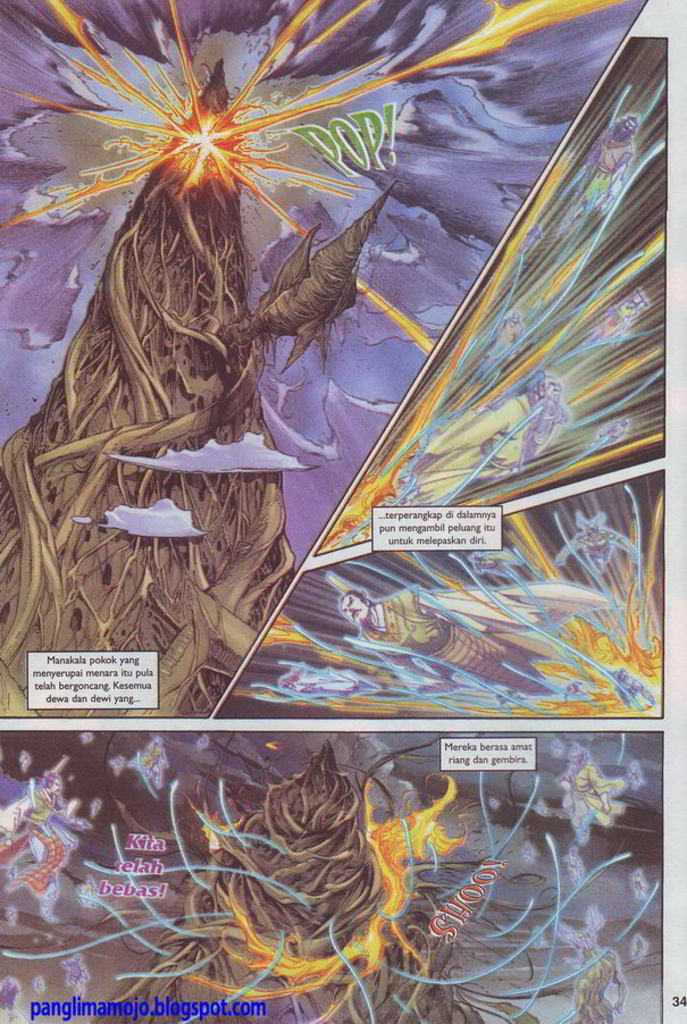 POP!
Manakala pokok yang
menyerupai menara itu pula
telah bergoncang. Kesemua
dewa dan dewi yang...
...terperangkap di dalamnya
pun mengambil peluang itu
untuk melepaskan diri.
Mereka berasa amat
riang dan gembira.
Kita
telah
bebas!
SHOO!
panglimamojo.blogspot.com
34